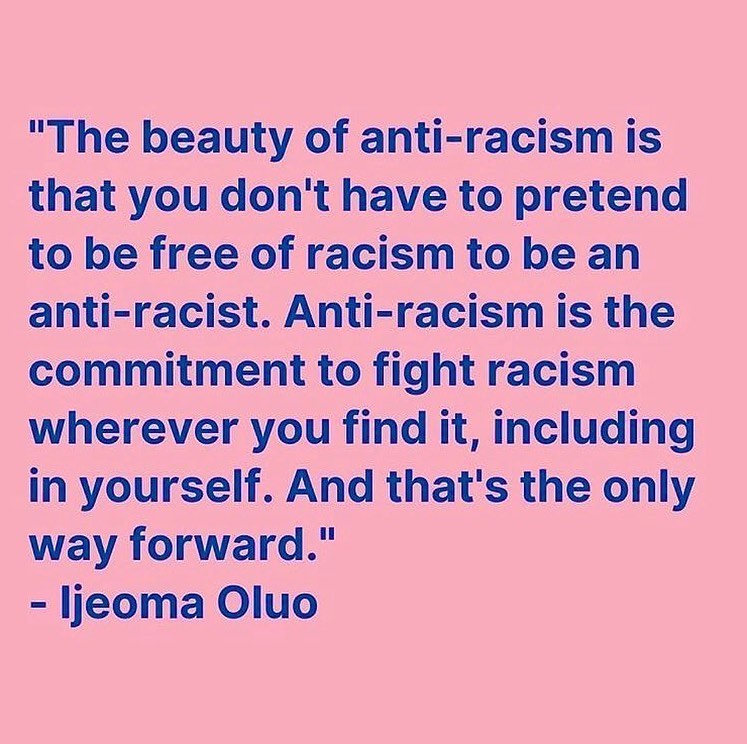 "The beauty of anti-racism is
that you don't have to pretend
to be free of racism to be an
anti-racist. Anti-racism is the
commitment to fight racism
wherever you find it, including
in yourself. And that's the only
way forward."
- Ijeoma Oluo